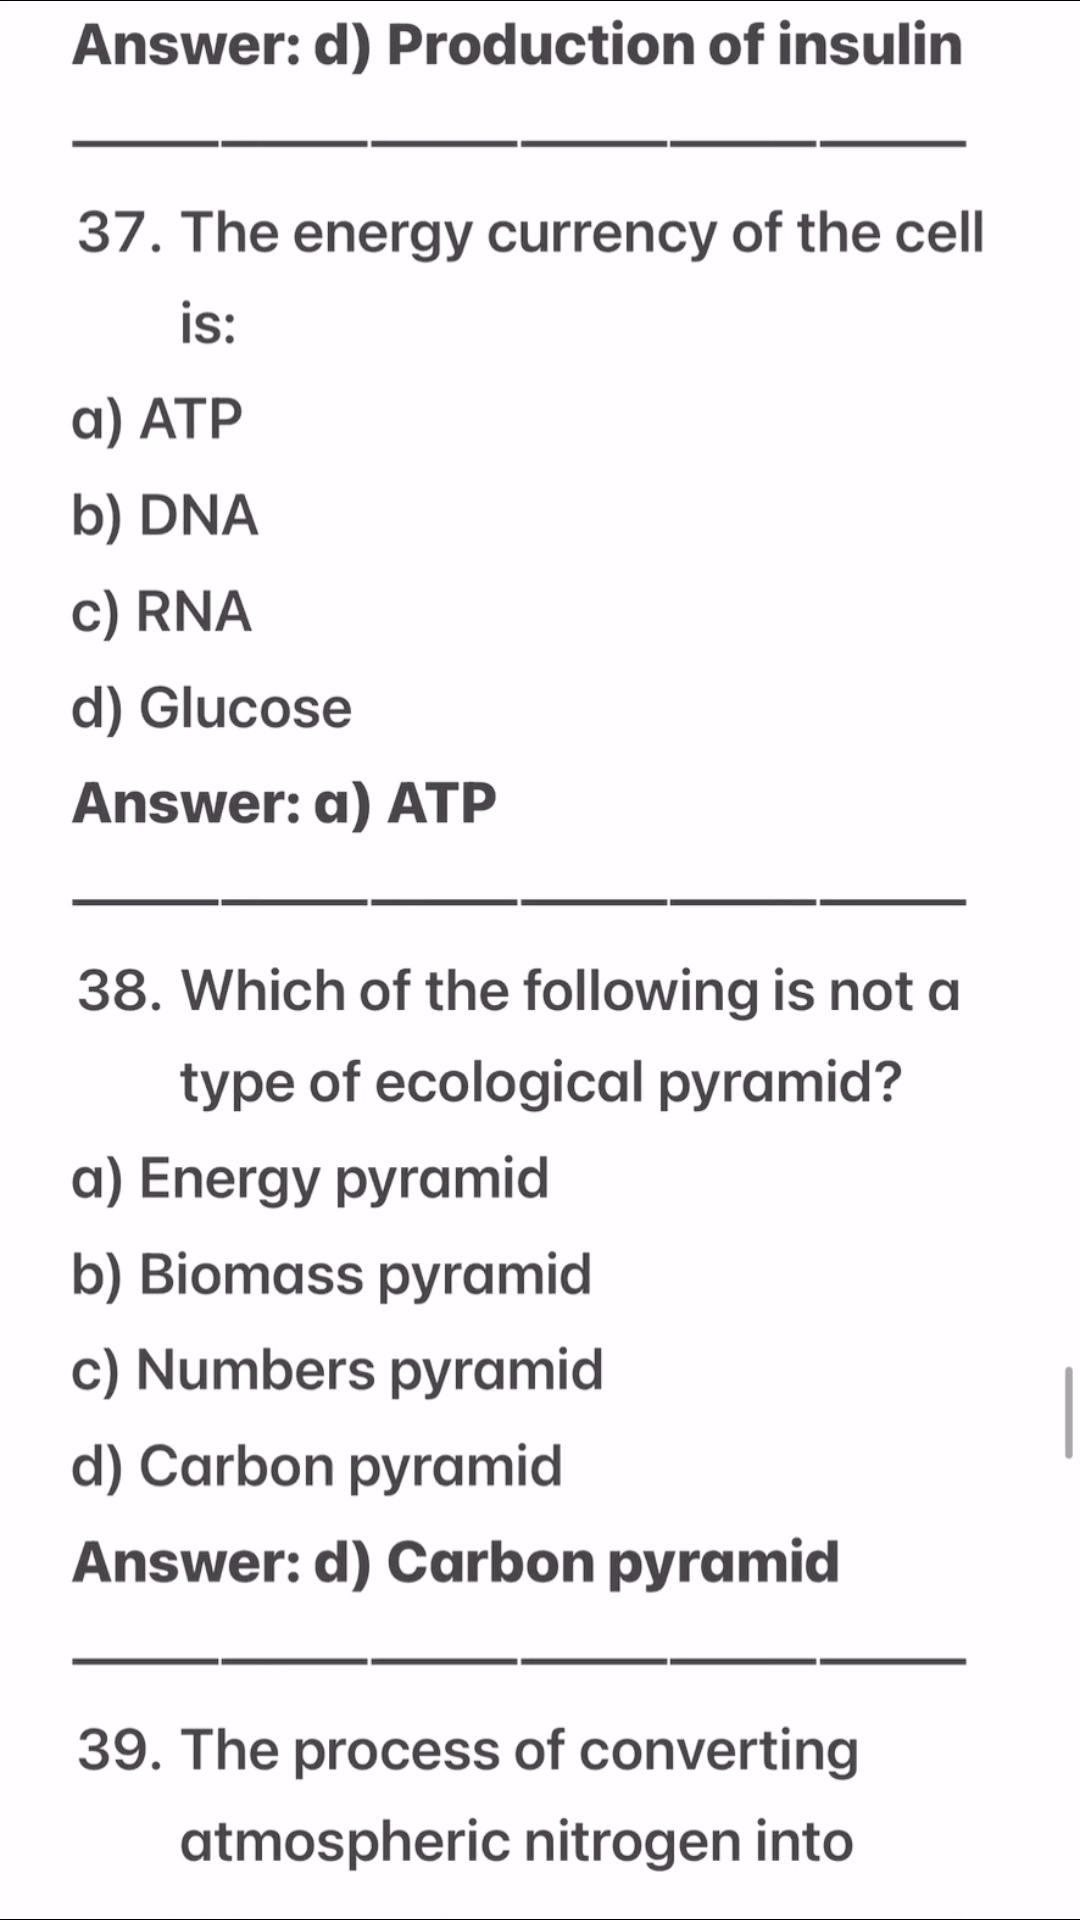 Answer: d) Production of insulin
37. The energy currency of the cell
is:
a) ATP
b) DNA
c) RNA
d) Glucose
Answer: a) ATP
38. Which of the following is not a
type of ecological pyramid?
a) Energy pyramid
b) Biomass pyramid
c) Numbers pyramid
d) Carbon pyramid
Answer: d) Carbon pyramid
39. The process of converting
atmospheric nitrogen into